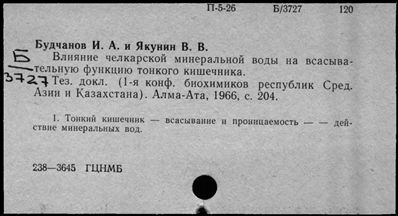 П-5-26 Б/3727 120
Будчанов И. А. и Якунин В. В.
Влияние челкарской минеральной воды на всасыва-
Б
3727
тельную функцию тонкого кишечника.
Тез. докл. (1-я конф. биохимиков республик Сред.
Азии и Казахстана). Алма-Ата, 1966, с. 204.
1. Тонкий кишечник — всасывание и проницаемость — — дей-
ствие минеральных вод.
238—3645 ГЦНМБ